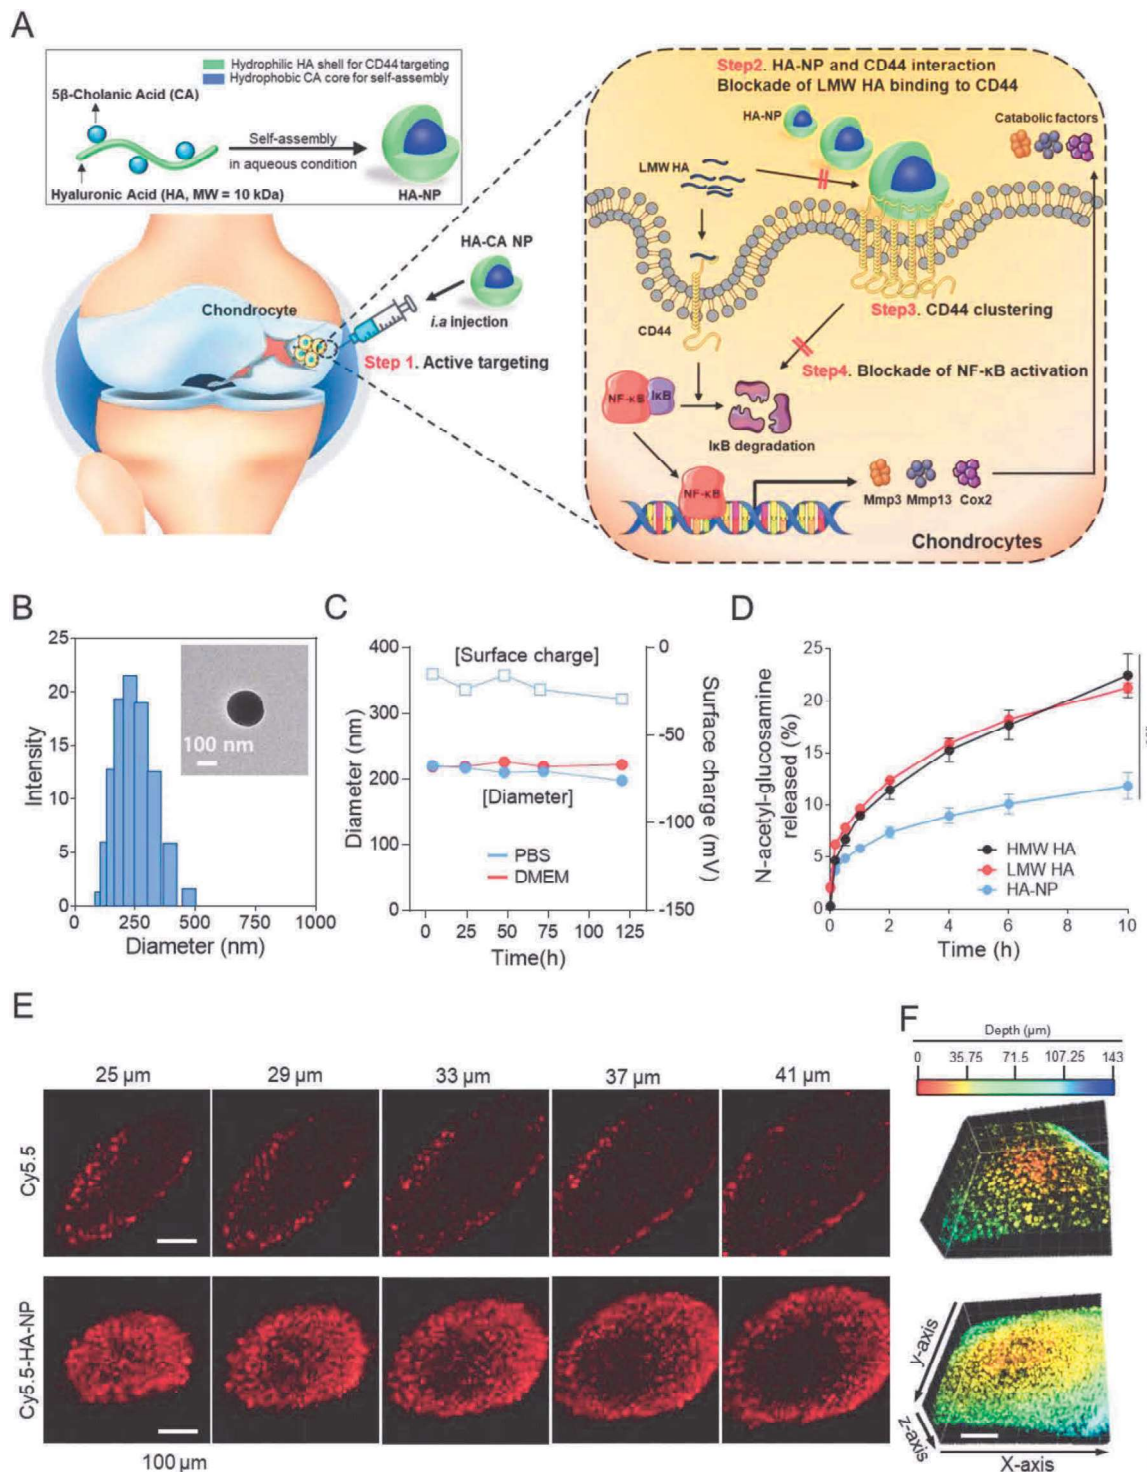 A
Hydrophilic HA shell for CD44 targeting
Hydrophobic CA core for self-assembly
5β-Cholanic Acid (CA)
Self-assembly
in aqueous condition
Hyaluronic Acid (HA, MW = 10 kDa)
HA-NP
Chondrocyte
HA-CA NP
i.a injection
Step 1. Active targeting
Step2. HA-NP and CD44 interaction
Blockade of LMW HA binding to CD44
HA-NP
Catabolic factors
LMW HA
CD44
Step3. CD44 clustering
Step4. Blockade of NF-κB activation
NF-κB
IκB
IκB degradation
NF-κB
Mmp3 Mmp13 Cox2
Chondrocytes
B
Intensity
25
20
15
10
5
0
100 nm
0 250 500 750 1000
Diameter (nm)
C
Diameter (nm)
400
300
200
100
0
[Surface charge]
[Diameter]
PBS
DMEM
0
-50
-100
-150
Surface charge (mV)
0 25 50 75 100 125
Time(h)
D
N-acetyl-glucosamine
released (%)
25
20
15
10
5
0
HMW HA
LMW HA
HA-NP
0 2 4 6 8 10
Time (h)
E
25 µm 29 µm 33 µm 37 µm 41 µm
Cy5.5
Cy5.5-HA-NP
100 µm
F
Depth (µm)
0 35.75 71.5 107.25 143
y-axis
z-axis
X-axis